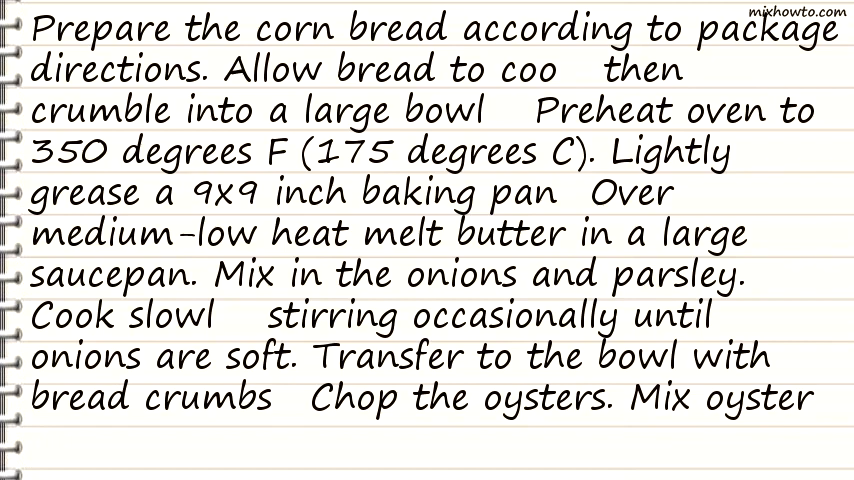 mixhowto.com
Prepare the corn bread according to package
directions. Allow bread to coo then
crumble into a large bowl Preheat oven to
350 degrees F (175 degrees C). Lightly
grease a 9x9 inch baking pan Over
medium-low heat melt butter in a large
saucepan. Mix in the onions and parsley.
Cook slowl stirring occasionally until
onions are soft. Transfer to the bowl with
bread crumbs Chop the oysters. Mix oyster